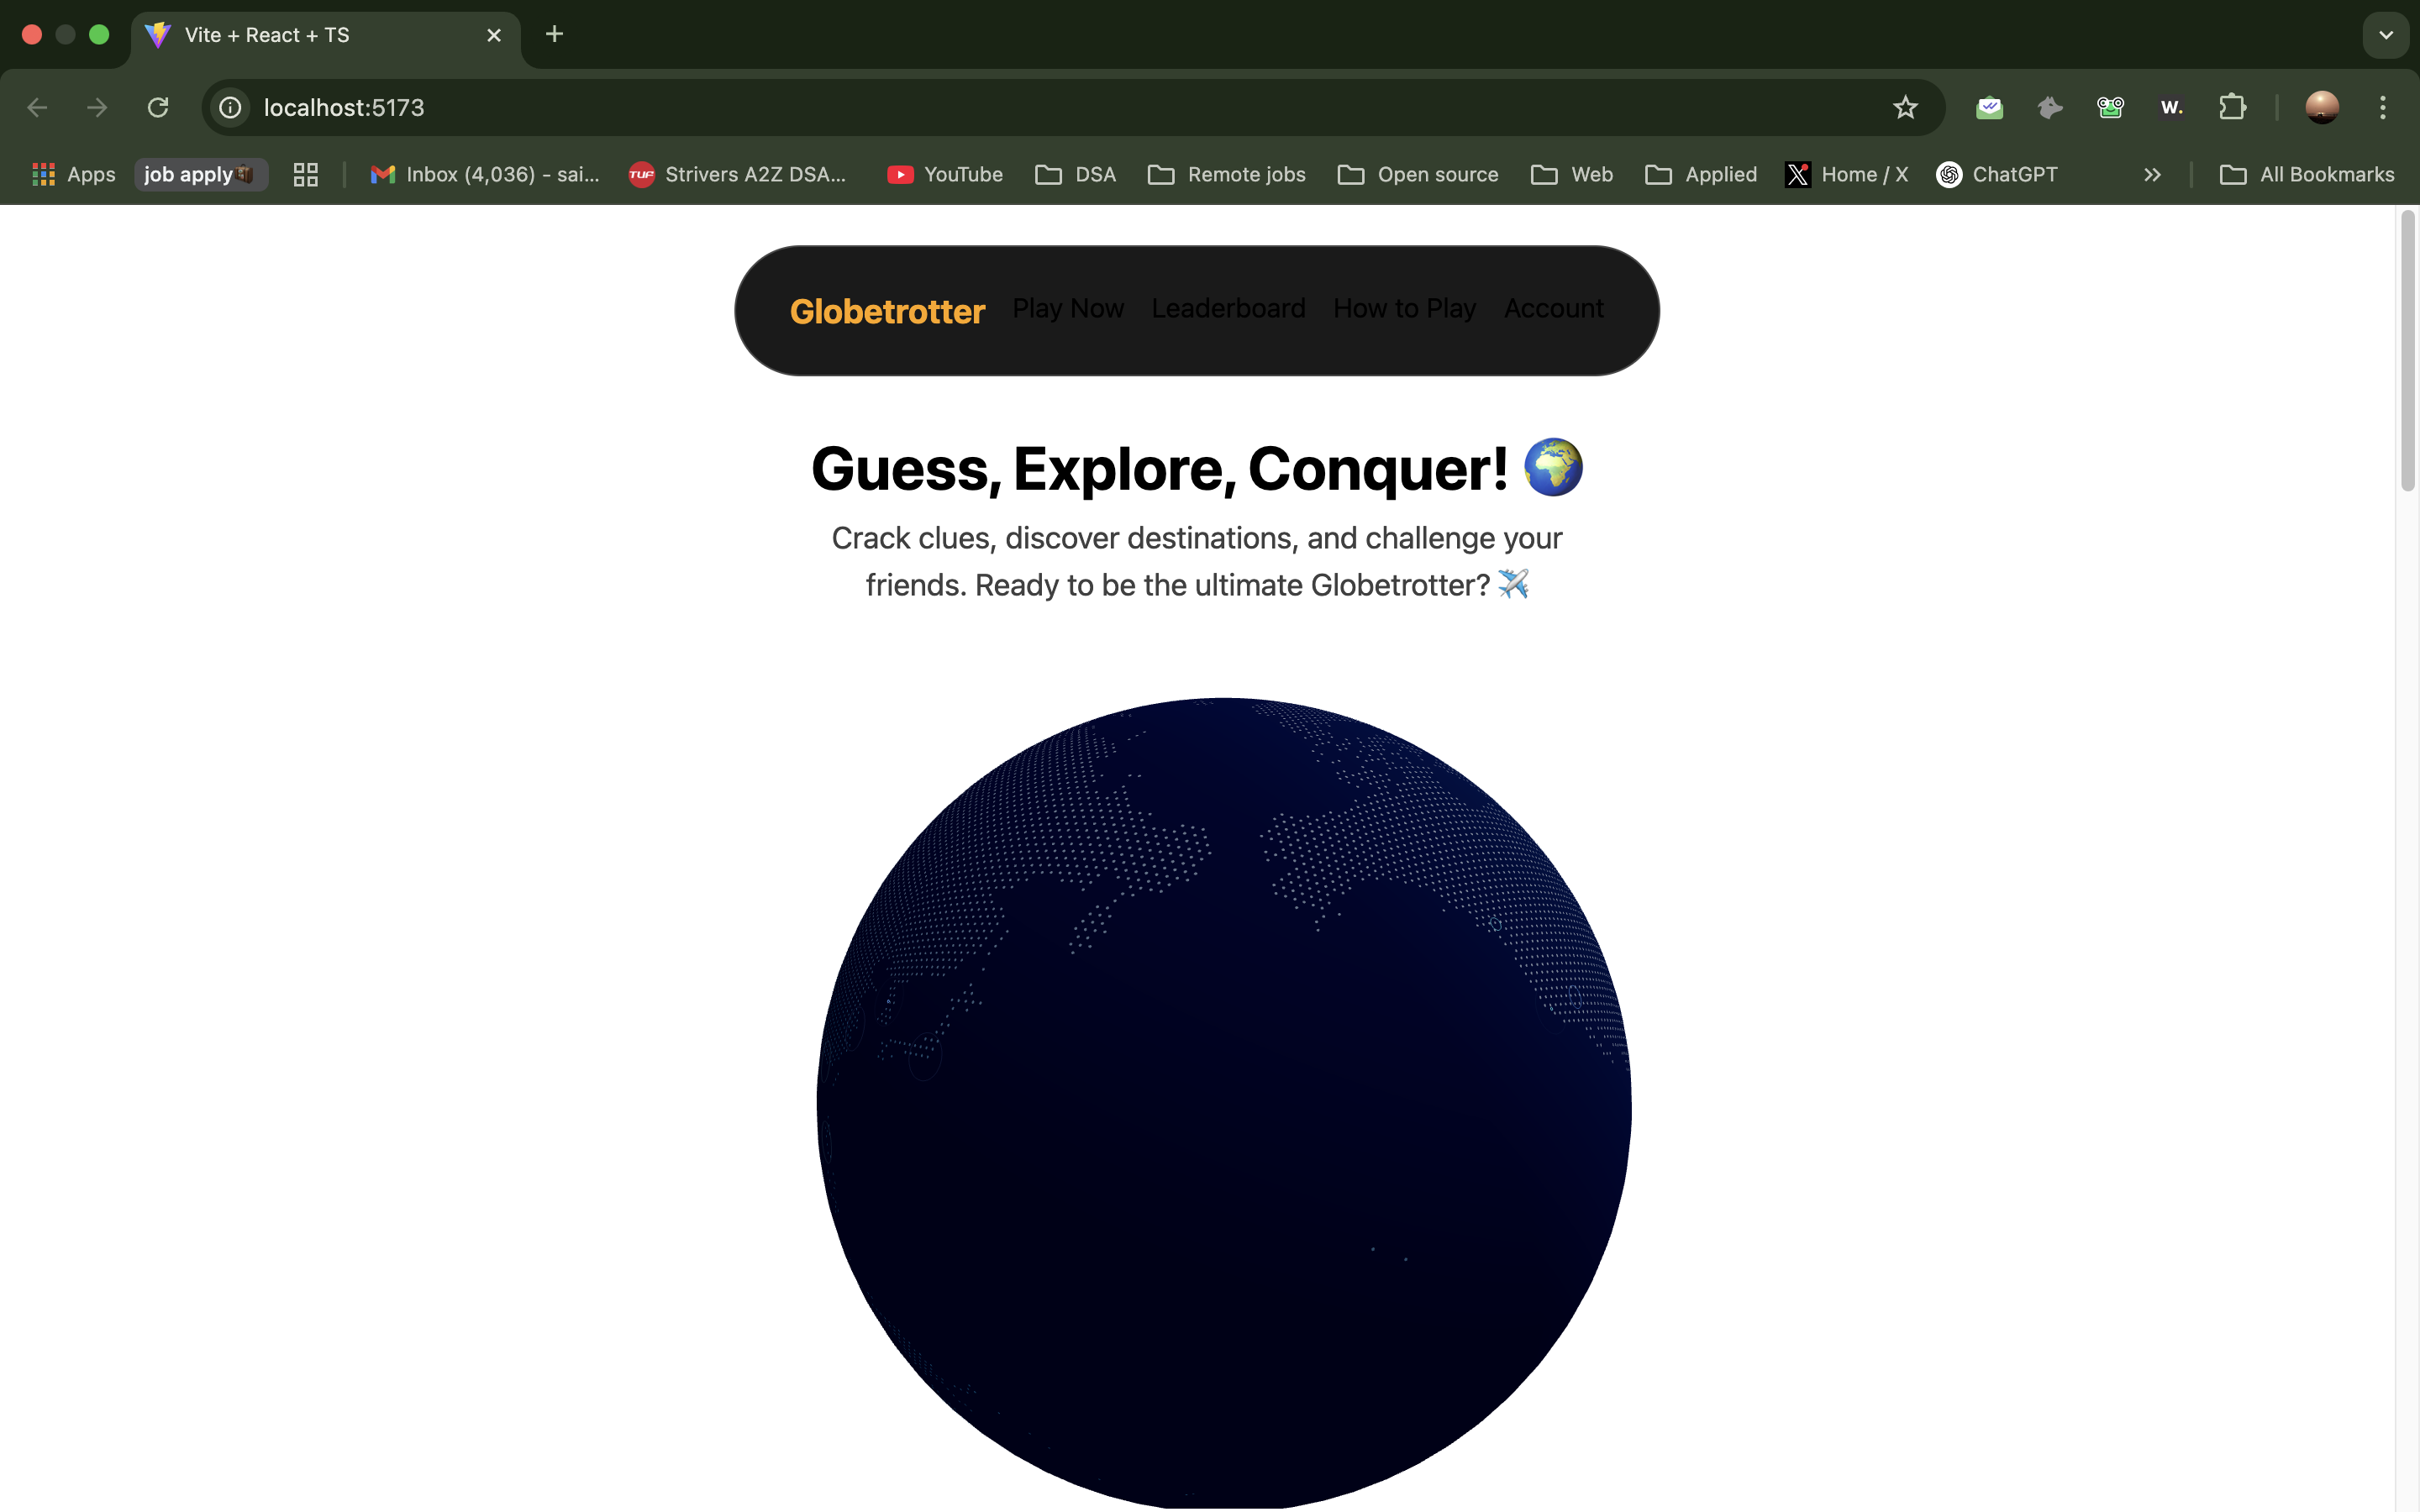 Vite + React + TS
localhost:5173
W.
Apps
job apply
Inbox (4,036) - sai...
TUF
Strivers A2Z DSA...
YouTube
DSA
Remote jobs
Open source
Web
Applied
Home / X
ChatGPT
All Bookmarks
Globetrotter
Play Now
Leaderboard
How to Play
Account
Guess, Explore, Conquer! 🌍
Crack clues, discover destinations, and challenge your
friends. Ready to be the ultimate Globetrotter? ✈️